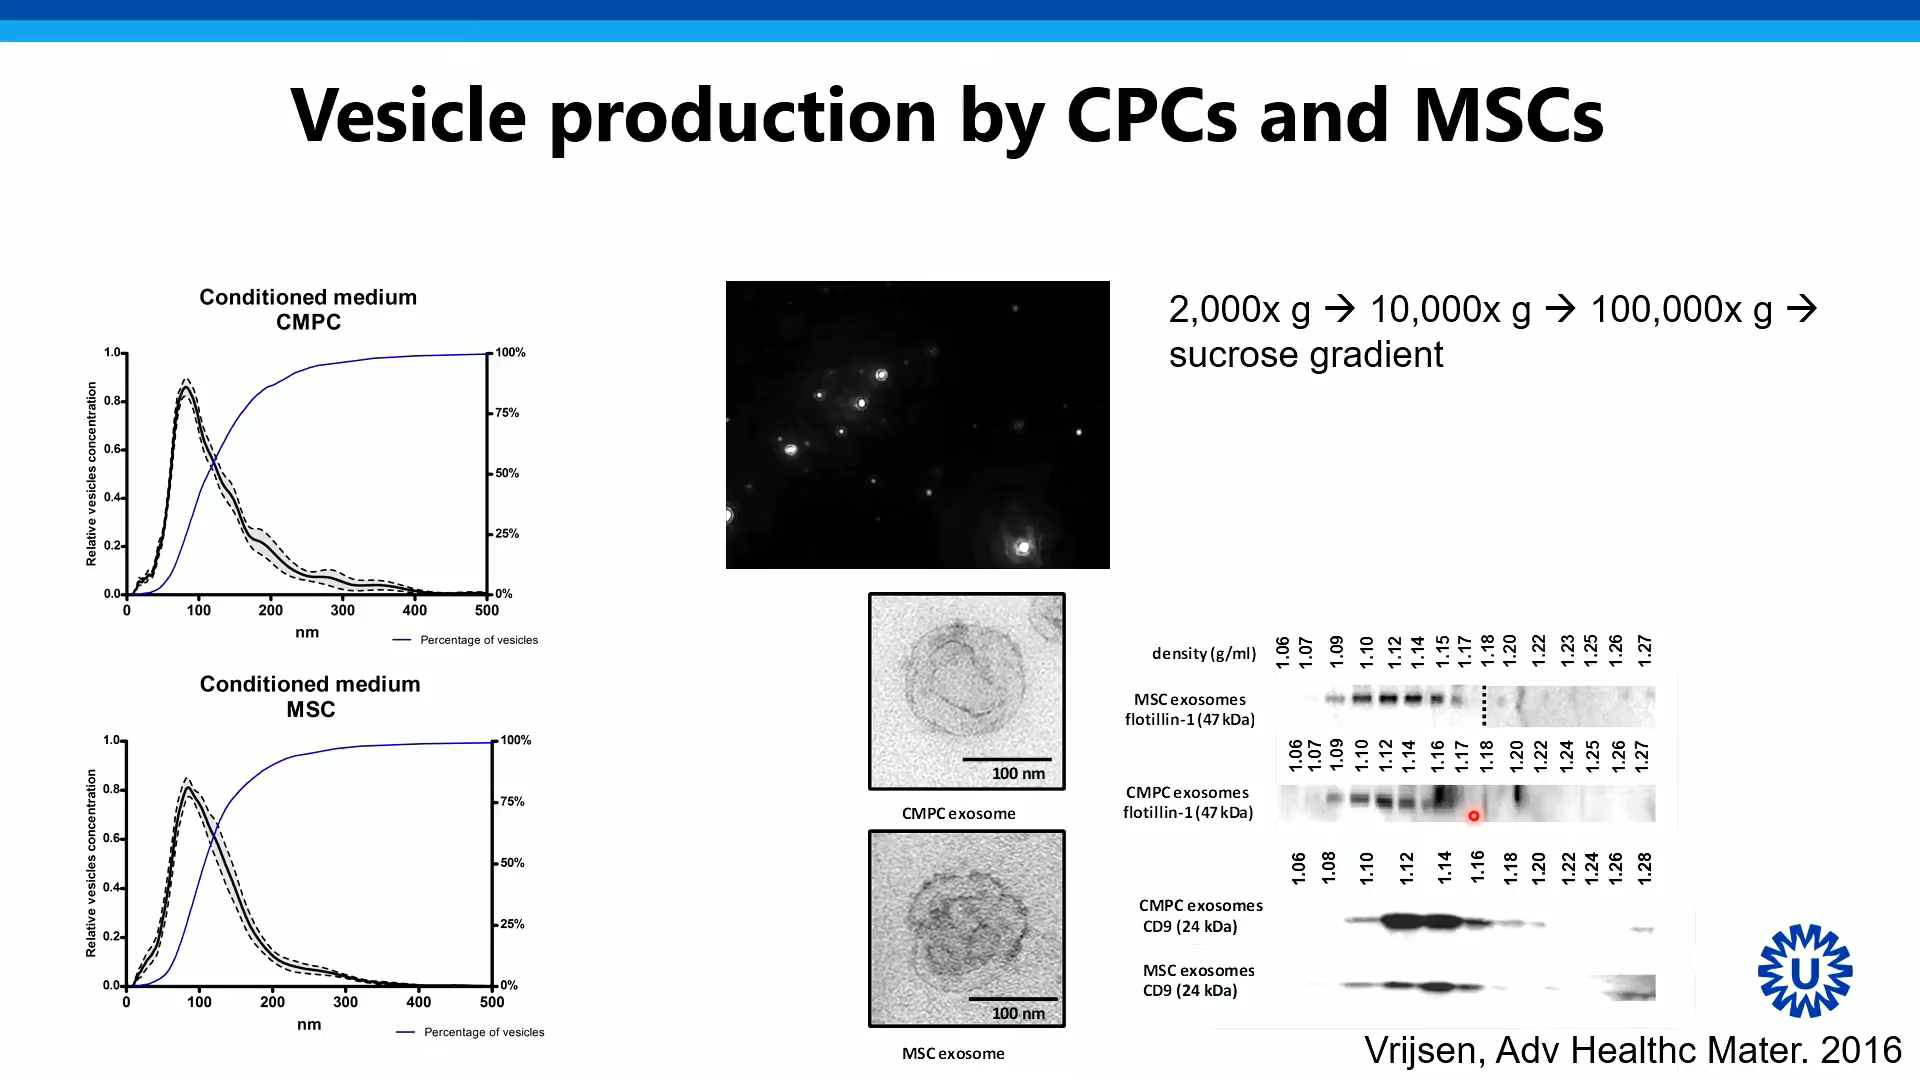 Vesicle production by CPCs and MSCs
Conditioned medium
CMPC
Relative vesicles concentration
1.0
0.8
0.6
0.4
0.2
0.0
100%
75%
50%
25%
0%
0 100 200 300 400 500
nm
Percentage of vesicles
Conditioned medium
MSC
Relative vesicles concentration
1.0
0.8
0.6
0.4
0.2
0.0
100%
75%
50%
25%
0%
0 100 200 300 400 500
nm
Percentage of vesicles
100 nm
CMPC exosome
100 nm
MSC exosome
2,000x g → 10,000x g → 100,000x g →
sucrose gradient
density (g/ml) 1.06 1.07 1.09 1.10 1.12 1.14 1.15 1.17 1.18 1.20 1.22 1.23 1.25 1.26 1.27
MSC exosomes
flotillin-1 (47 kDa)
1.06 1.07 1.09 1.10 1.12 1.14 1.16 1.17 1.18 1.20 1.22 1.24 1.25 1.26 1.27
CMPC exosomes
flotillin-1 (47 kDa)
1.06 1.08 1.10 1.12 1.14 1.16 1.18 1.20 1.22 1.24 1.26 1.28
CMPC exosomes
CD9 (24 kDa)
MSC exosomes
CD9 (24 kDa)
U
Vrijsen, Adv Healthc Mater. 2016